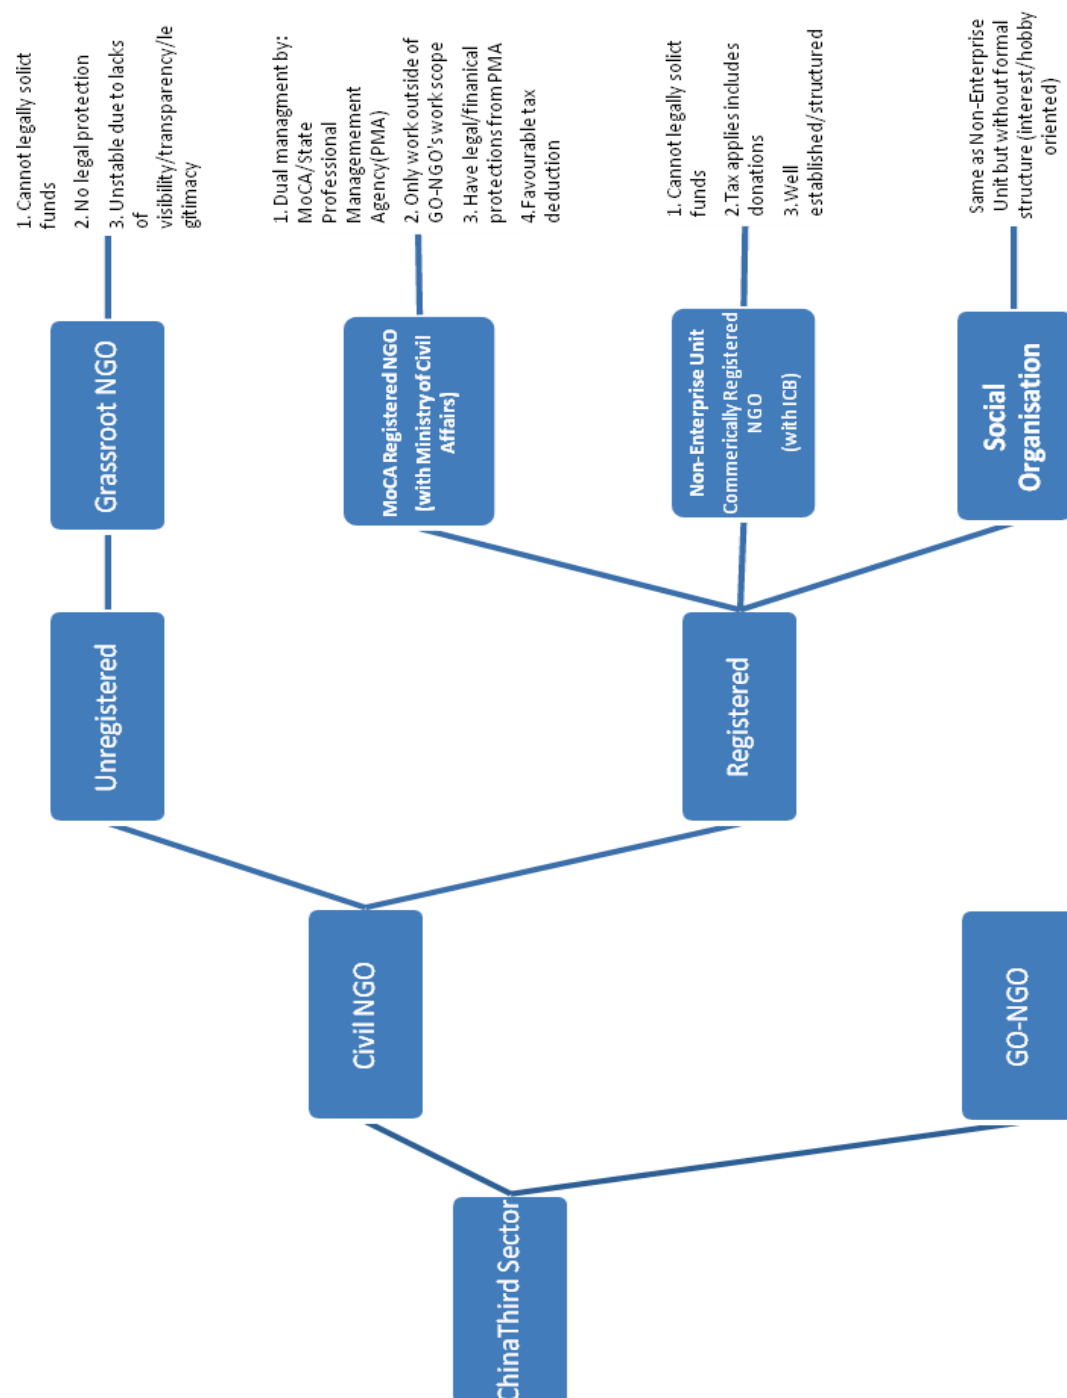 China Third Sector
Civil NGO
GO-NGO
Unregistered
Registered
Grassroot NGO
MoCA Registered NGO
(with Ministry of Civil
Affairs)
Non-Enterprise Unit
Commerically Registered
NGO
(with ICB)
Social
Organisation
1. Cannot legally solict
funds
2. No legal protection
3. Unstable due to lacks
of
visibility/transparency/le
gitimacy
1. Dual managment by:
MoCA/State
Professional
Managemement
Agency(PMA)
2. Only work outside of
GO-NGO's work scope
3. Have legal/finanical
protections from PMA
4. Favourable tax
deduction
1. Cannot legally solict
funds
2. Tax applies includes
donations
3. Well
established/structured
Same as Non-Enterprise
Unit but without formal
structure (interest/hobby
oriented)